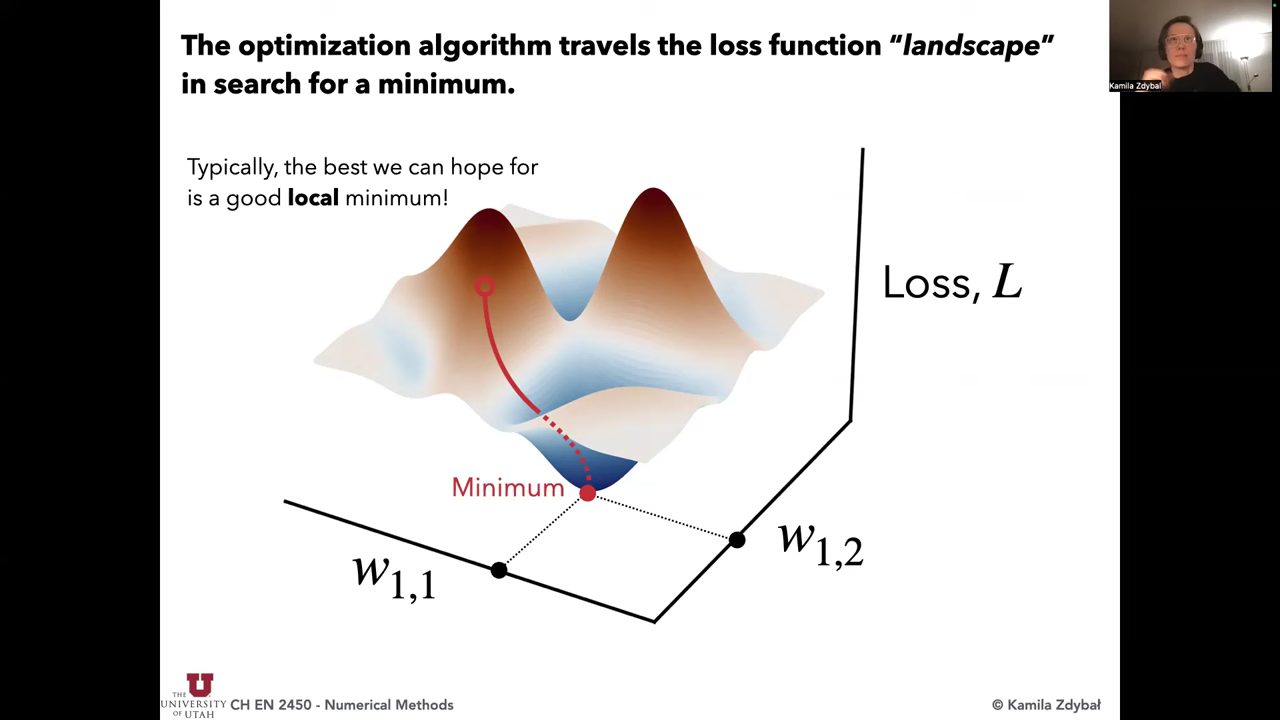 The optimization algorithm travels the loss function “landscape”
in search for a minimum.
Kamila Zdybal
Typically, the best we can hope for
is a good local minimum!
Loss, L
Minimum
w1,2
w1,1
U
THE
UNIVERSITY
OF UTAH
CH EN 2450 - Numerical Methods
© Kamila Zdybał